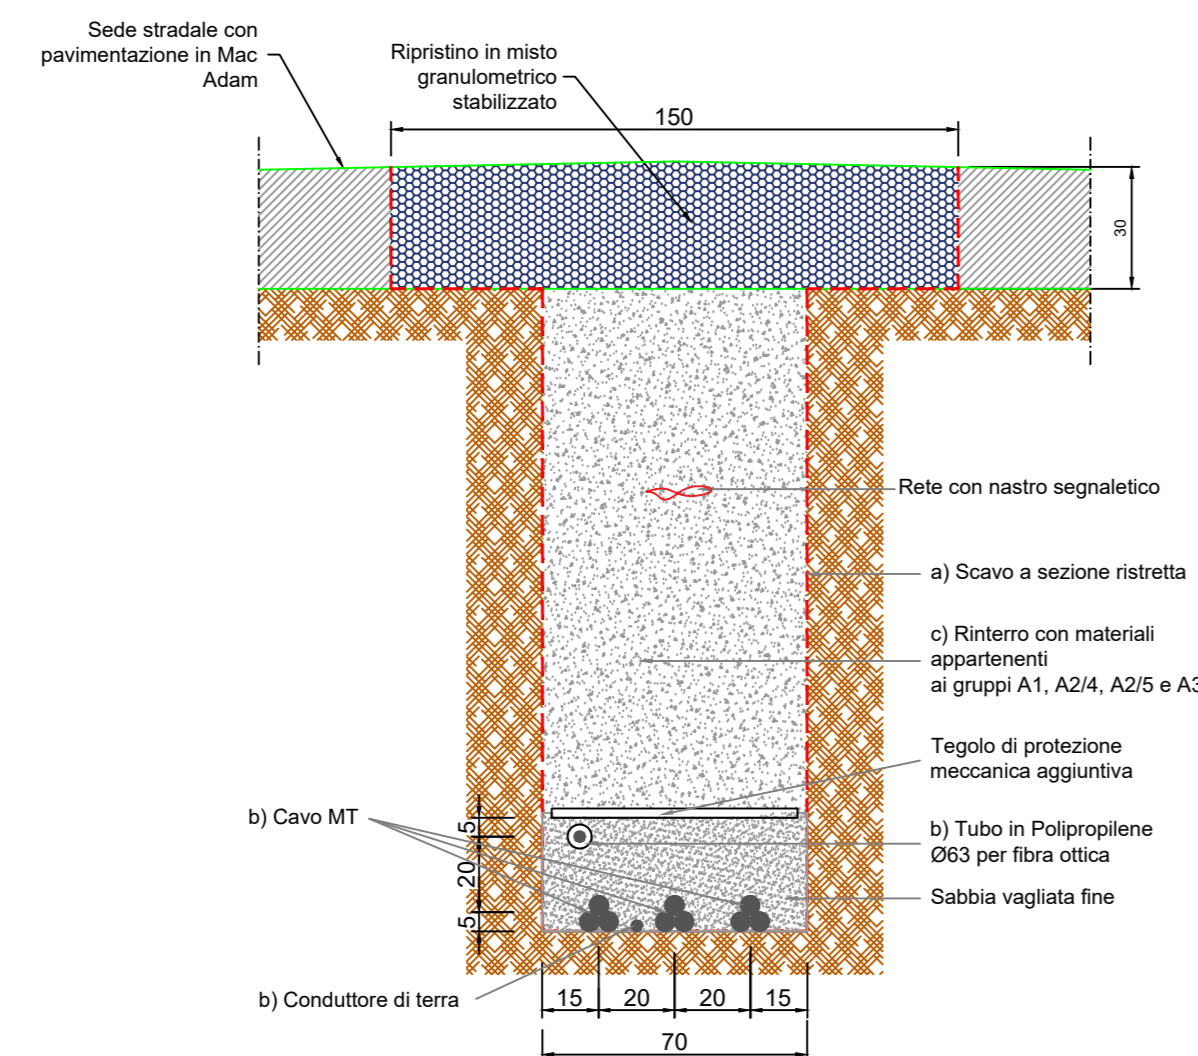 Sede stradale con
pavimentazione in Mac
Adam
Ripristino in misto
granulometrico
stabilizzato
150
30
Rete con nastro segnaletico
a) Scavo a sezione ristretta
c) Rinterro con materiali
appartenenti
ai gruppi A1, A2/4, A2/5 e A3
Tegolo di protezione
meccanica aggiuntiva
b) Cavo MT
5
20
5
b) Tubo in Polipropilene
Ø63 per fibra ottica
Sabbia vagliata fine
b) Conduttore di terra
15
20
20
15
70